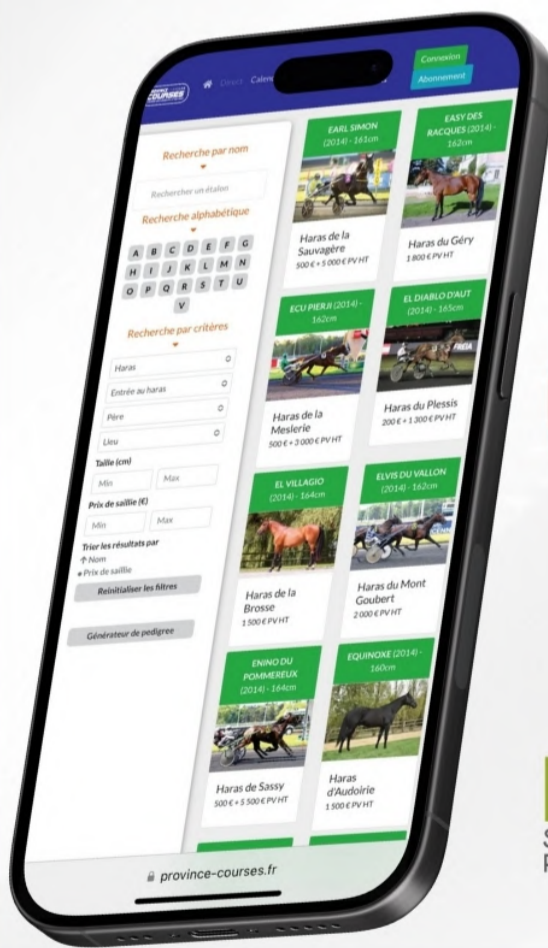 PROVINCE
COURSES
Cours Calen
Connexion
Abonnement
Recherche par nom
Rechercher un étalon
Recherche alphabétique
A B C D E F G
H I J K L M N
O P Q R S T U
V
Recherche par critères
Haras
Entrée au haras
Père
Lieu
Taille (cm)
Min Max
Prix de saillie (€)
Min Max
Trier les résultats par
Nom
Prix de saillie
Reinitialiser les filtres
Générateur de pedigree
EARL SIMON
(2014) - 161cm
Haras de la
Sauvagère
500 € + 5 000 € PV HT
EASY DES
RACQUES (2014) -
162cm
Haras du Géry
1 800 € PV HT
ECU PIERJI (2014) -
162cm
Haras de la
Meslerie
500 € + 3 000 € PV HT
EL DIABLO D'AUT
(2014) - 165cm
Haras du Plessis
200 € + 1 300 € PV HT
EL VILLAGIO
(2014) - 164cm
Haras de la
Brosse
1 500 € PV HT
ELVIS DU VALLON
(2014) - 162cm
Haras du Mont
Goubert
2 000 € PV HT
ENINO DU
POMMEREUX
(2014) - 164cm
Haras de Sassy
500 € + 5 500 € PV HT
EQUINOXE (2014) -
160cm
Haras
d'Audoirie
1 500 € PV HT
province-courses.fr